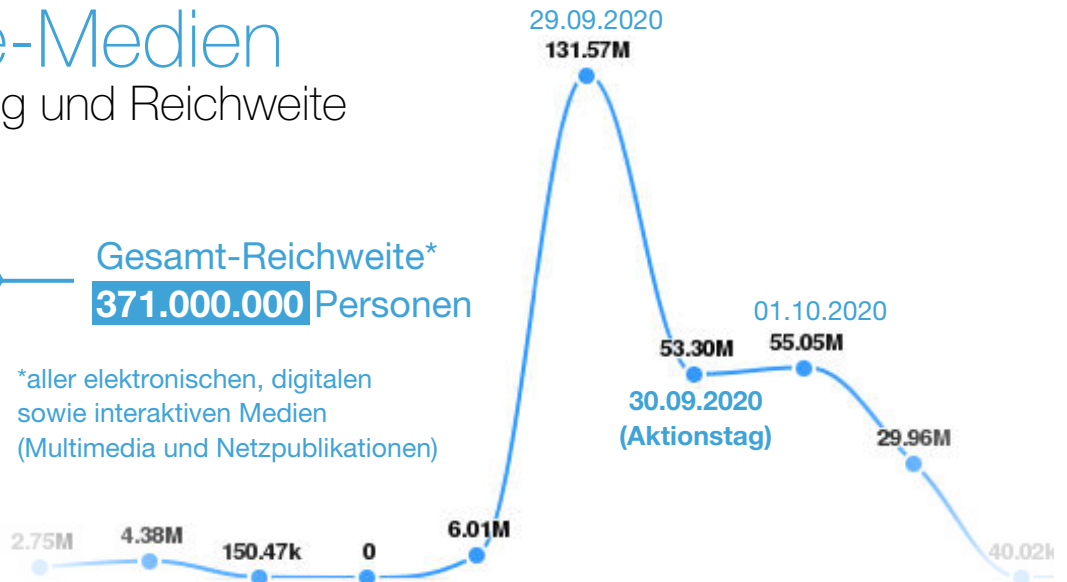 e-Medien
g und Reichweite
29.09.2020
131.57M
Gesamt-Reichweite*
371.000.000 Personen
*aller elektronischen, digitalen
sowie interaktiven Medien
(Multimedia und Netzpublikationen)
01.10.2020
53.30M
55.05M
30.09.2020
(Aktionstag)
29.96M
2.75M
4.38M
150.47k
0
6.01M
40.02k